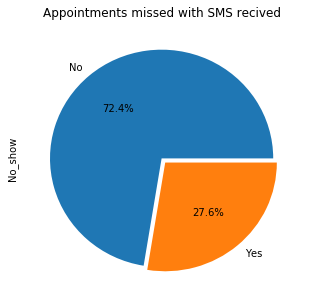 Appointments missed with SMS recived
No
72.4%
No_show
27.6%
Yes